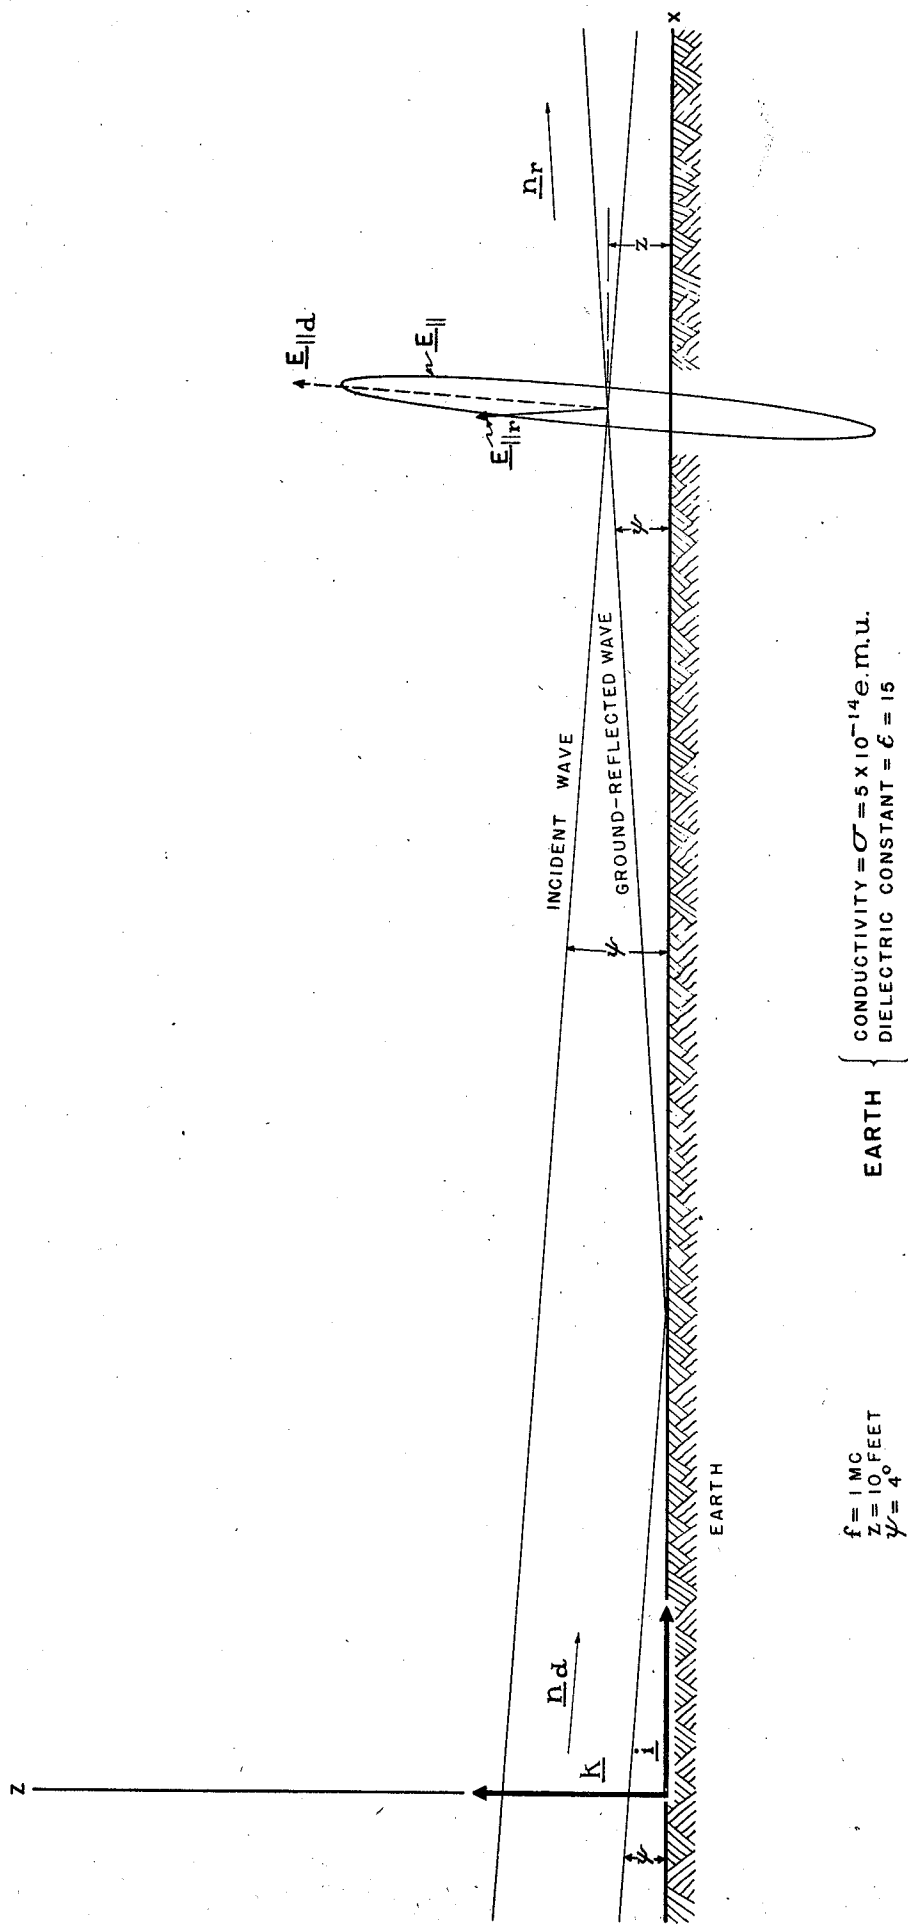 Z
x
n_r
E_||d
E_||
E_||r
z
ψ
INCIDENT WAVE
GROUND-REFLECTED WAVE
ψ
n_d
k
i
ψ
EARTH
f = 1 MC
Z = 10 FEET
ψ = 4°
EARTH { CONDUCTIVITY = σ = 5 X 10⁻¹⁴ e.m.u.
DIELECTRIC CONSTANT = ε = 15